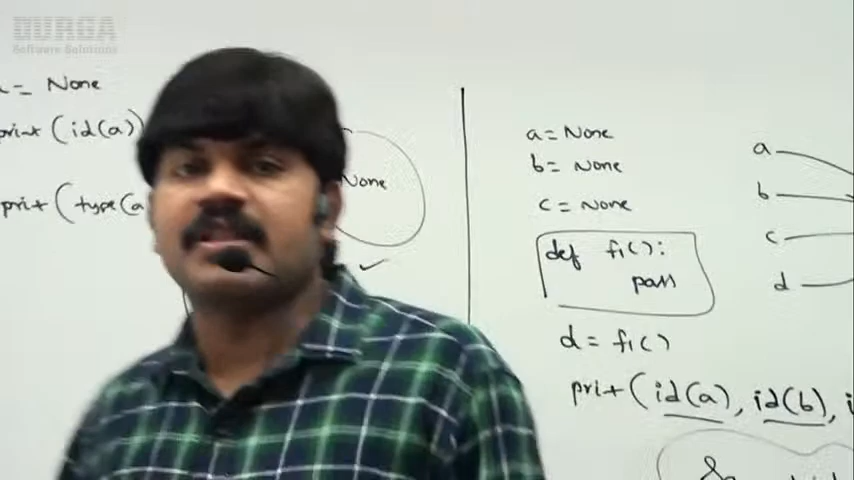 DURGA
Software Solutions
= None
print (id(a))
print (type(a
None
a = None
b = None
c = None
def f1():
pass
d = f1()
print (id(a), id(b), i
a
b
c
d
Sa